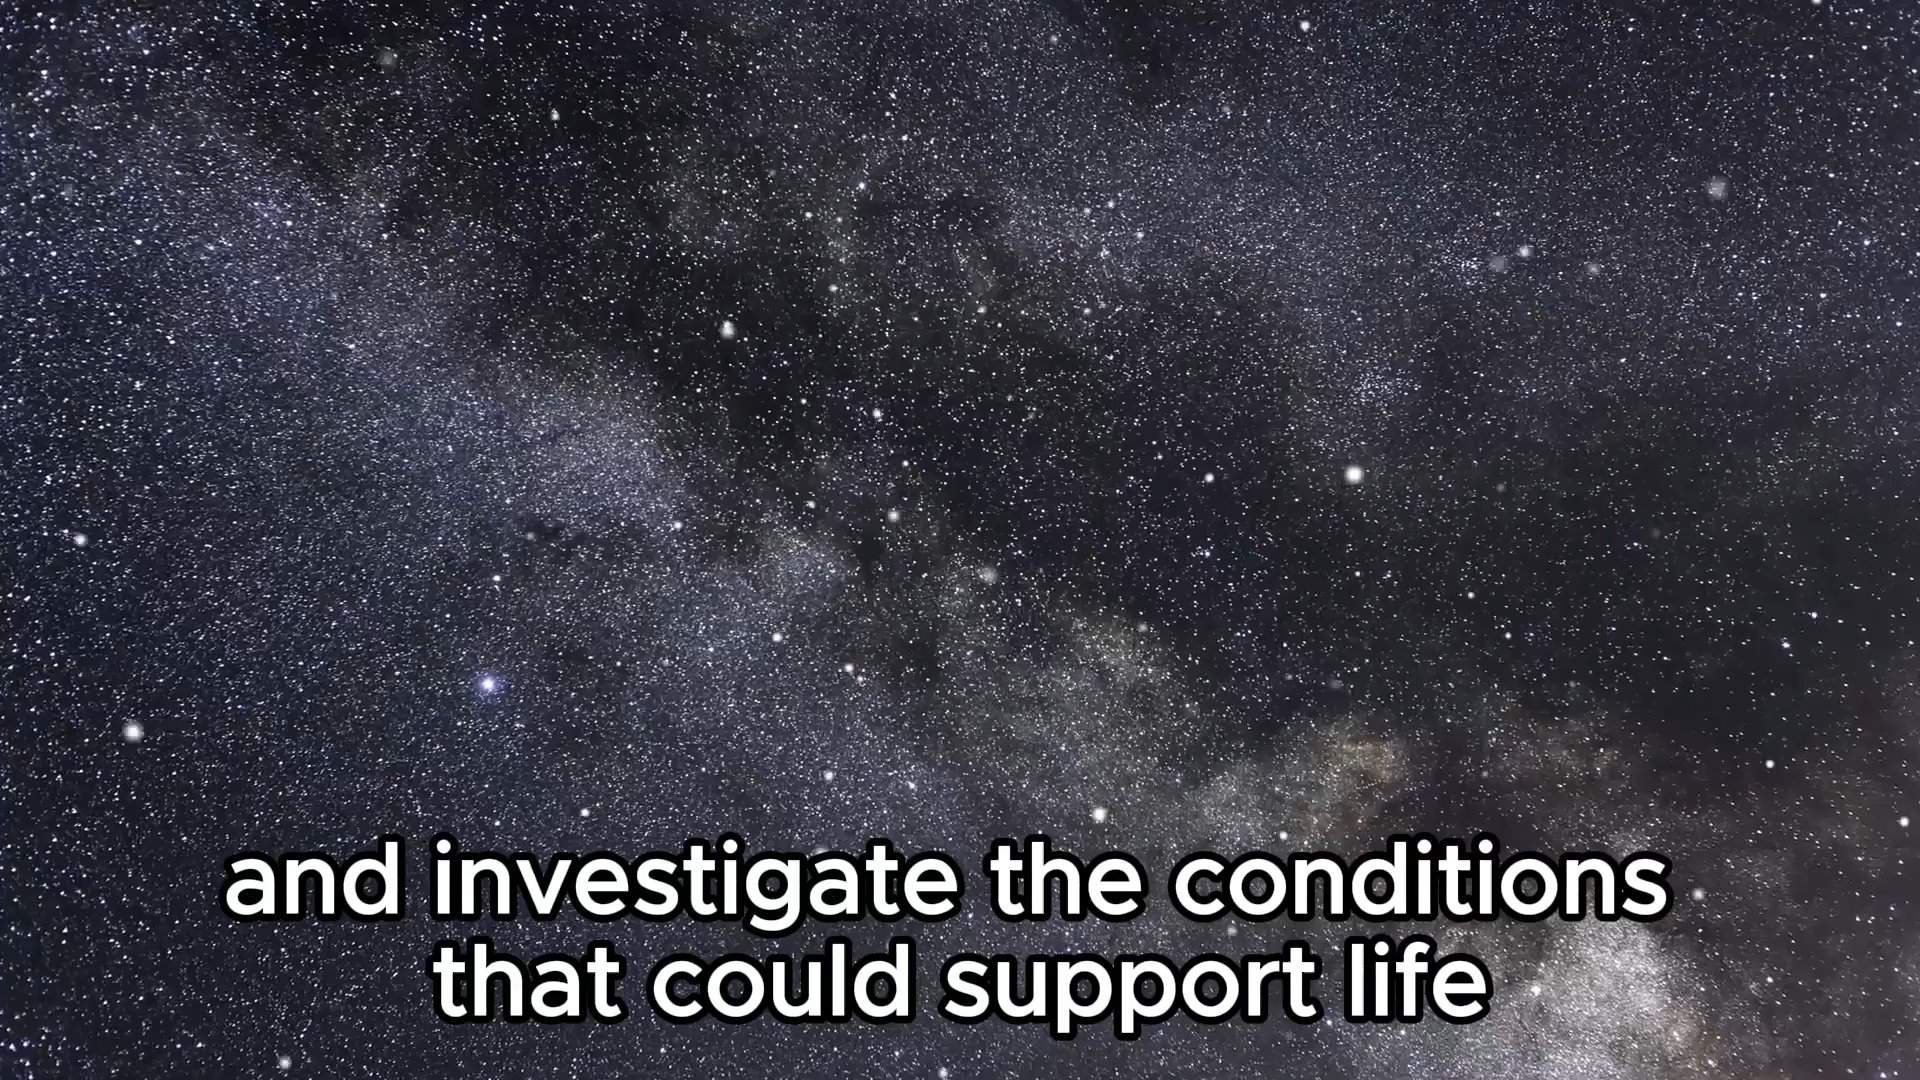 and investigate the conditions
that could support life